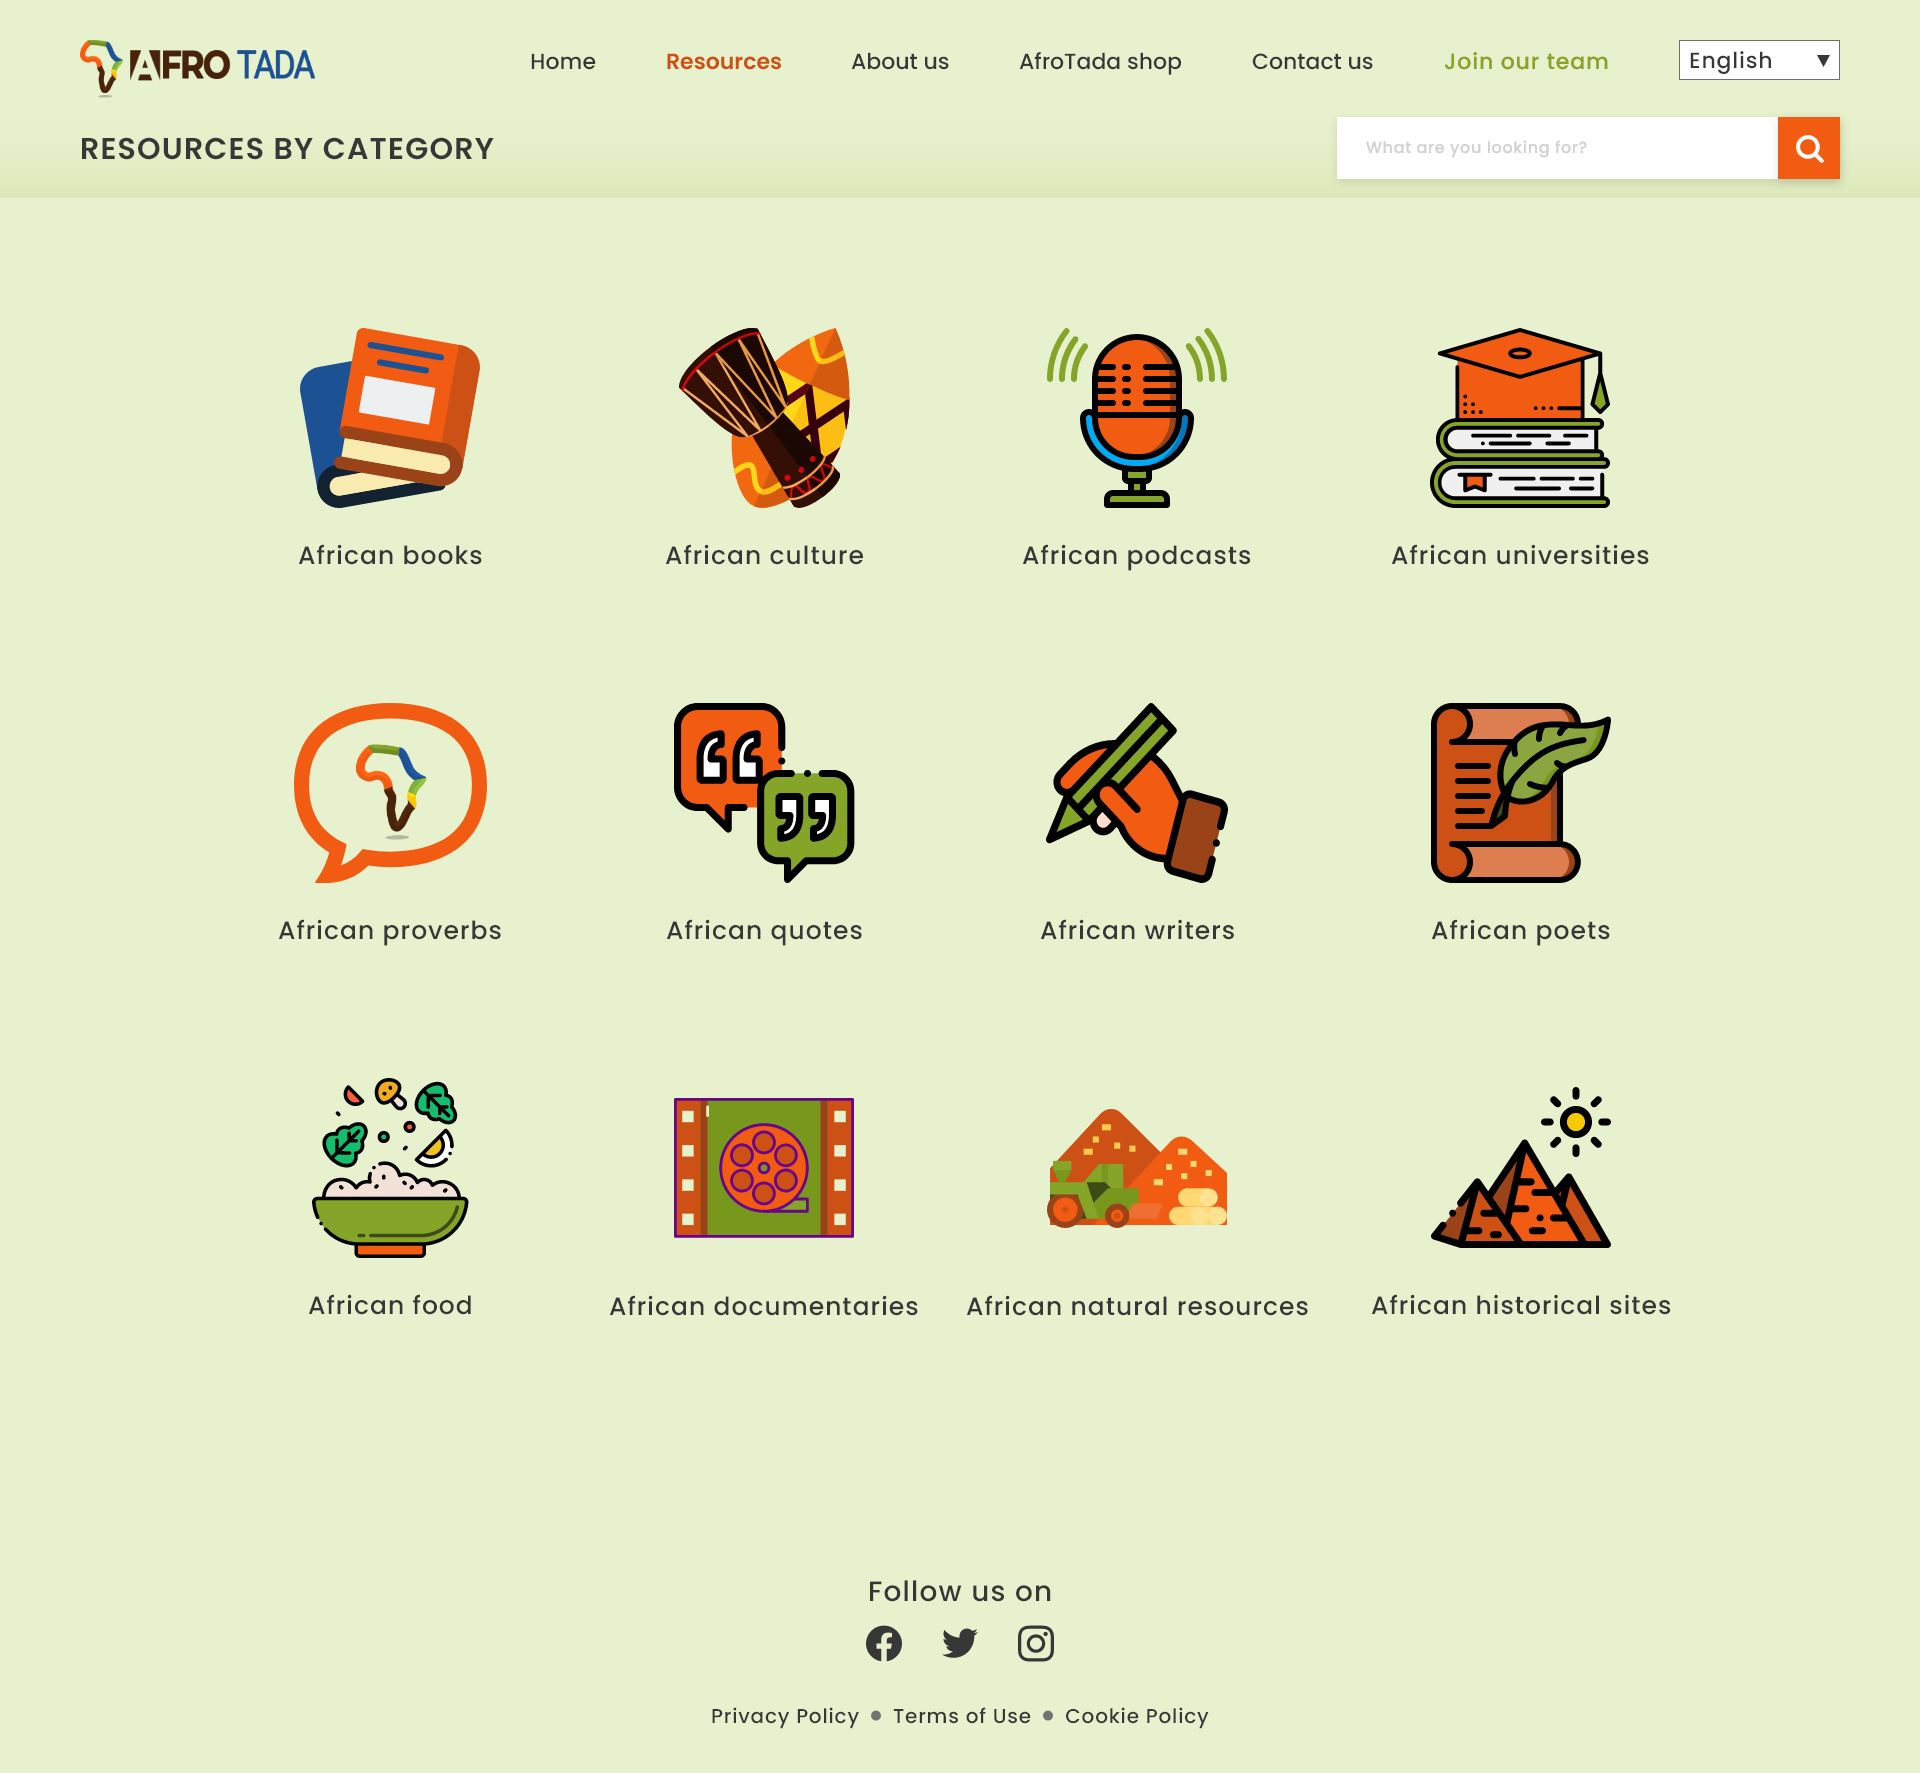 AFRO TADA
Home
Resources
About us
AfroTada shop
Contact us
Join our team
English
RESOURCES BY CATEGORY
What are you looking for?
African books
African culture
African podcasts
African universities
African proverbs
African quotes
African writers
African poets
African food
African documentaries
African natural resources
African historical sites
Follow us on
Privacy Policy ● Terms of Use ● Cookie Policy